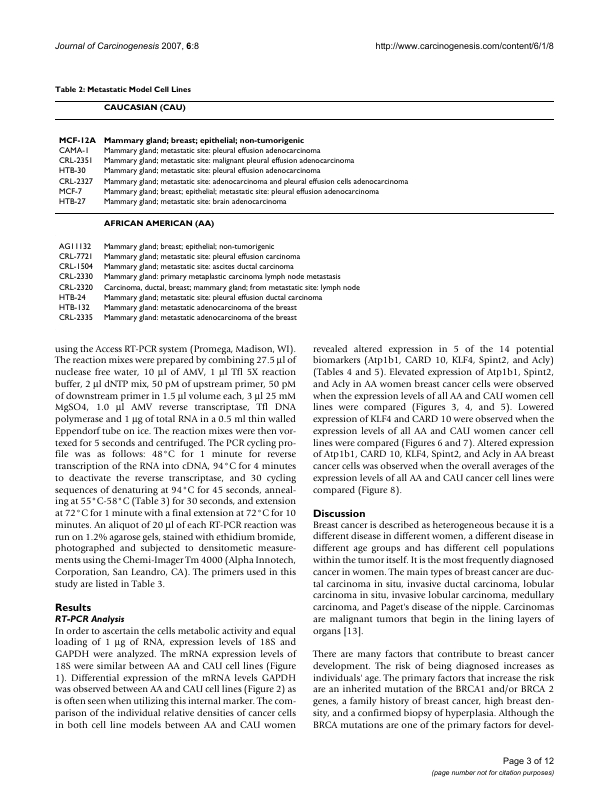 Journal of Carcinogenesis 2007, 6:8
http://www.carcinogenesis.com/content/6/1/8
Table 2: Metastatic Model Cell Lines
CAUCASIAN (CAU)
MCF-12A Mammary gland; breast; epithelial; non-tumorigenic
CAMA-1 Mammary gland; metastatic site: pleural effusion adenocarcinoma
CRL-2351 Mammary gland; metastatic site: malignant pleural effusion adenocarcinoma
HTB-30 Mammary gland; metastatic site: pleural effusion adenocarcinoma
CRL-2327 Mammary gland; metastatic site: adenocarcinoma and pleural effusion cells adenocarcinoma
MCF-7 Mammary gland; breast; epithelial; metastatic site: pleural effusion adenocarcinoma
HTB-27 Mammary gland; metastatic site: brain adenocarcinoma
AFRICAN AMERICAN (AA)
AG11132 Mammary gland; breast; epithelial; non-tumorigenic
CRL-7721 Mammary gland; metastatic site: pleural effusion carcinoma
CRL-1504 Mammary gland; metastatic site: ascites ductal carcinoma
CRL-2330 Mammary gland: primary metaplastic carcinoma lymph node metastasis
CRL-2320 Carcinoma, ductal, breast; mammary gland; from metastatic site: lymph node
HTB-24 Mammary gland; metastatic site: pleural effusion ductal carcinoma
HTB-132 Mammary gland; metastatic adenocarcinoma of the breast
CRL-2335 Mammary gland; metastatic adenocarcinoma of the breast
using the Access RT-PCR system (Promega, Madison, WI).
The reaction mixes were prepared by combining 27.5 μl of
nuclease free water, 10 μl of AMV, 1 μl Tfl 5X reaction
buffer, 2 μl dNTP mix, 50 pM of upstream primer, 50 pM
of downstream primer in 1.5 μl volume each, 3 μl 25 mM
MgSO4, 1.0 μl AMV reverse transcriptase, Tfl DNA
polymerase and 1 μg of total RNA in a 0.5 ml thin walled
Eppendorf tube on ice. The reaction mixes were then vor-
texed for 5 seconds and centrifuged. The PCR cycling pro-
file was as follows: 48°C for 1 minute for reverse
transcription of the RNA into cDNA, 94°C for 4 minutes
to deactivate the reverse transcriptase, and 30 cycling
sequences of denaturing at 94°C for 45 seconds, anneal-
ing at 55°C-58°C (Table 3) for 30 seconds, and extension
at 72°C for 1 minute with a final extension at 72°C for 10
minutes. An aliquot of 20 μl of each RT-PCR reaction was
run on 1.2% agarose gels, stained with ethidium bromide,
photographed and subjected to densitometric measure-
ments using the Chemi-Imager Tm 4000 (Alpha Innotech,
Corporation, San Leandro, CA). The primers used in this
study are listed in Table 3.
Results
RT-PCR Analysis
In order to ascertain the cells metabolic activity and equal
loading of 1 μg of RNA, expression levels of 18S and
GAPDH were analyzed. The mRNA expression levels of
18S were similar between AA and CAU cell lines (Figure
1). Differential expression of the mRNA levels GAPDH
was observed between AA and CAU cell lines (Figure 2) as
is often seen when utilizing this internal marker. The com-
parison of the individual relative densities of cancer cells
in both cell line models between AA and CAU women
revealed altered expression in 5 of the 14 potential
biomarkers (Atp1b1, CARD 10, KLF4, Spint2, and Acly)
(Tables 4 and 5). Elevated expression of Atp1b1, Spint2,
and Acly in AA women breast cancer cells were observed
when the expression levels of all AA and CAU women cell
lines were compared (Figures 3, 4, and 5). Lowered
expression of KLF4 and CARD 10 were observed when the
expression levels of all AA and CAU women cancer cell
lines were compared (Figures 6 and 7). Altered expression
of Atp1b1, CARD 10, KLF4, Spint2, and Acly in AA breast
cancer cells was observed when the overall averages of the
expression levels of all AA and CAU cancer cell lines were
compared (Figure 8).
Discussion
Breast cancer is described as heterogeneous because it is a
different disease in different women, a different disease in
different age groups and has different cell populations
within the tumor itself. It is the most frequently diagnosed
cancer in women. The main types of breast cancer are duc-
tal carcinoma in situ, invasive ductal carcinoma, lobular
carcinoma in situ, invasive lobular carcinoma, medullary
carcinoma, and Paget's disease of the nipple. Carcinomas
are malignant tumors that begin in the lining layers of
organs [13].
There are many factors that contribute to breast cancer
development. The risk of being diagnosed increases as
individuals' age. The primary factors that increase the risk
are an inherited mutation of the BRCA1 and/or BRCA 2
genes, a family history of breast cancer, high breast den-
sity, and a confirmed biopsy of hyperplasia. Although the
BRCA mutations are one of the primary factors for devel-
Page 3 of 12
(page number not for citation purposes)